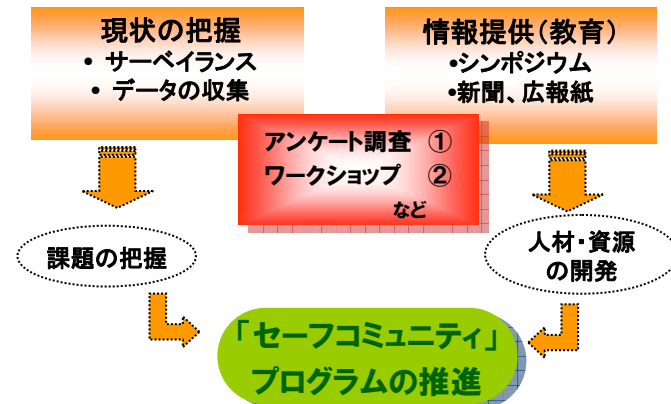 現状の把握
• サーベイランス
• データの収集
情報提供(教育)
•シンポジウム
•新聞、広報紙
アンケート調査 ①
ワークショップ ②
など
課題の把握
人材・資源
の開発
「セーフコミュニティ」
プログラムの推進